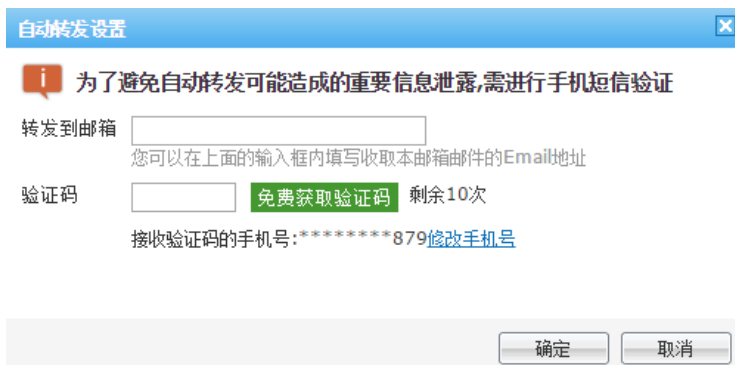 自动转发设置
为了避免自动转发可能造成的重要信息泄露,需进行手机短信验证
转发到邮箱
您可以在上面的输入框内填写收取本邮箱邮件的Email地址
验证码 免费获取验证码 剩余10次
接收验证码的手机号:********879修改手机号
确定 取消